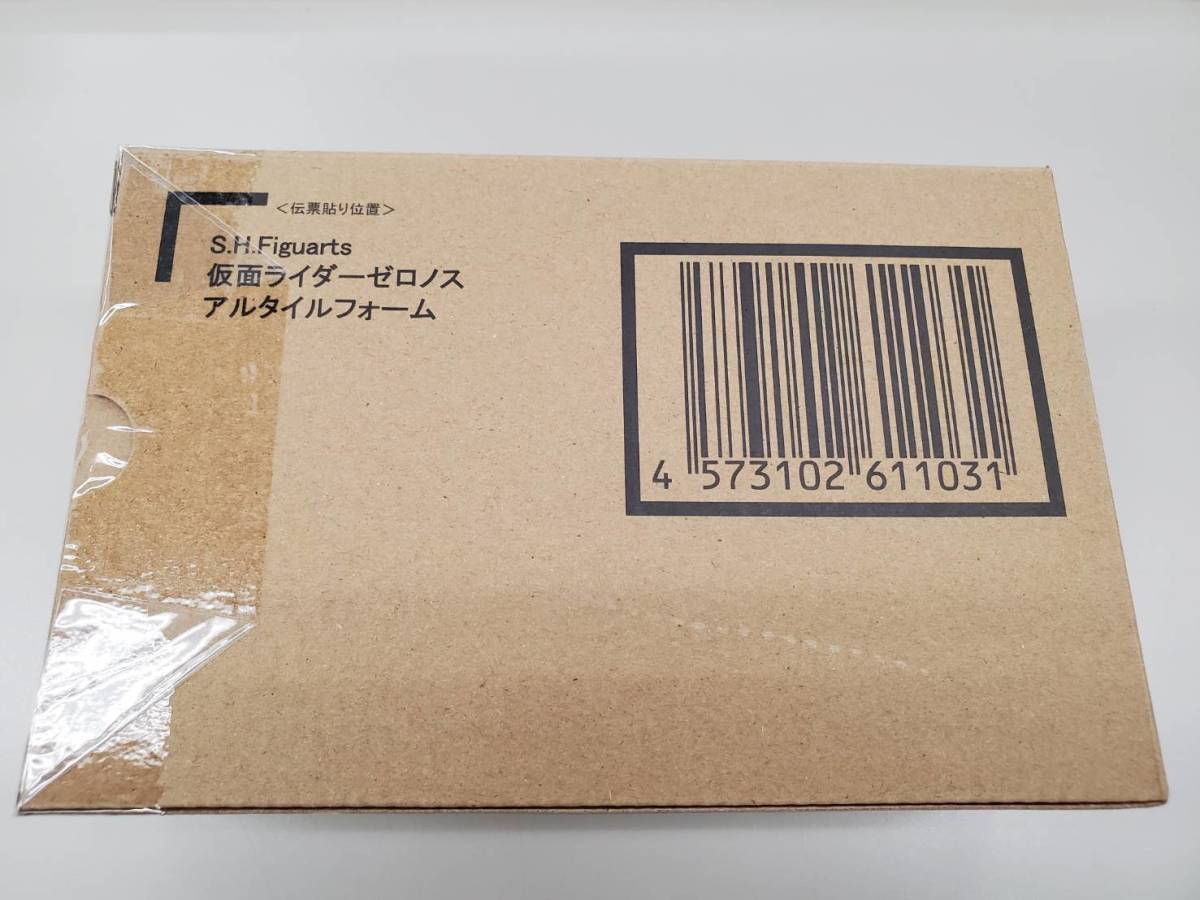 ＜伝票貼り位置＞
S.H.Figuarts
仮面ライダーゼロノス
アルタイルフォーム
4 573102 611031